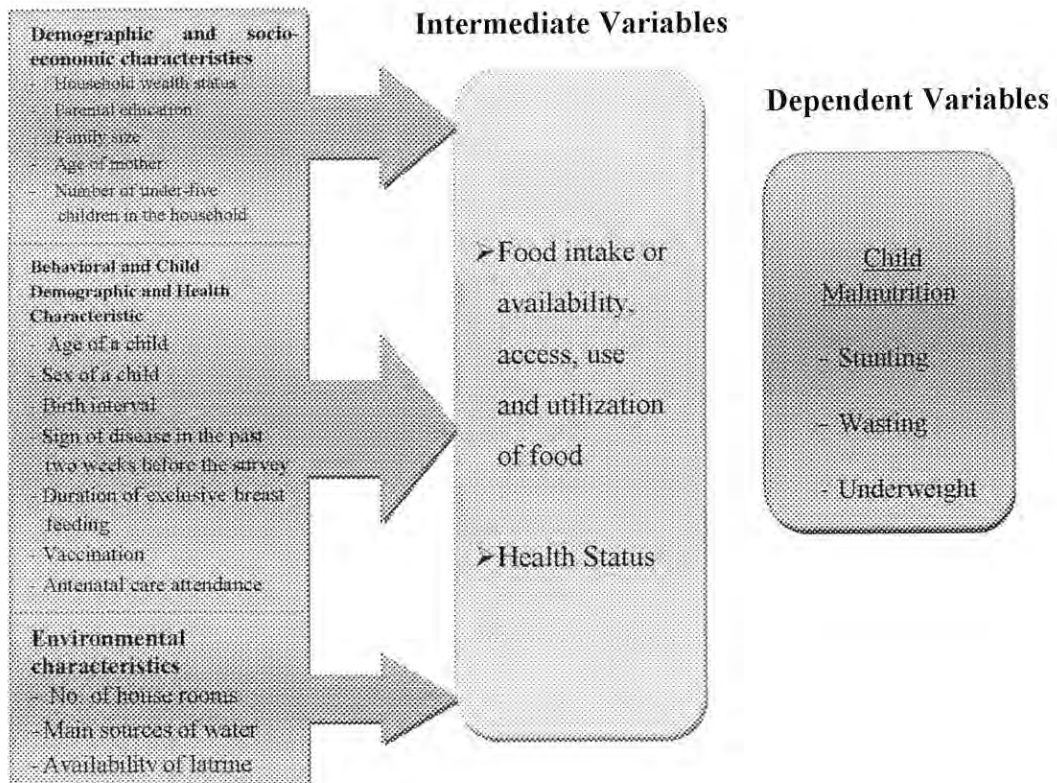 Demographic and socio-
economic characteristics
- Household wealth status
- Parental education
- Family size
- Age of mother
- Number of under-five
children in the household
Behavioral and Child
Demographic and Health
Characteristic
- Age of a child
- Sex of a child
- Birth interval
- Sign of disease in the past
two weeks before the survey
- Duration of exclusive breast
feeding
- Vaccination
- Antenatal care attendance
Environmental
characteristics
- No. of house rooms
- Main sources of water
- Availability of latrine
Intermediate Variables
➢Food intake or
availability,
access, use
and utilization
of food
➢Health Status
Dependent Variables
Child
Malnutrition
- Stunting
- Wasting
- Underweight